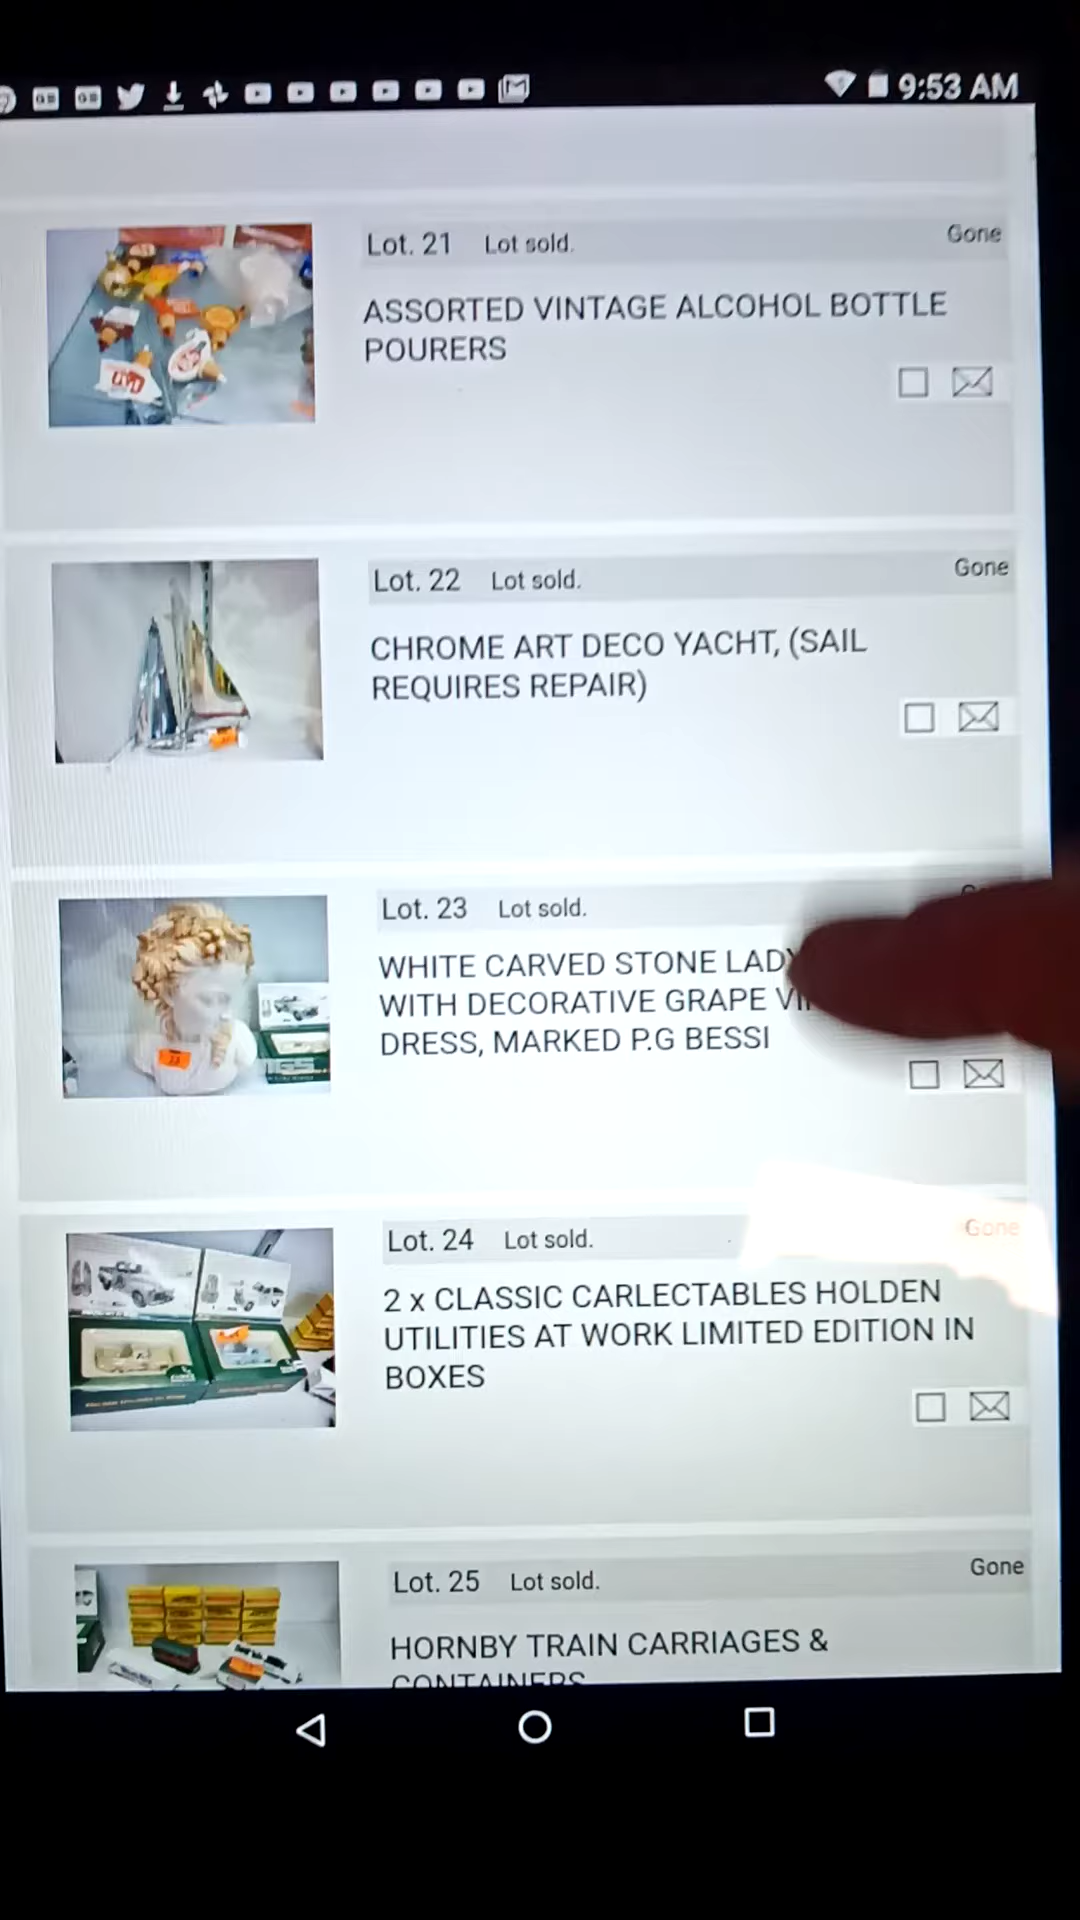 9:53 AM
Lot. 21 Lot sold. Gone
ASSORTED VINTAGE ALCOHOL BOTTLE
POURERS
Lot. 22 Lot sold. Gone
CHROME ART DECO YACHT, (SAIL
REQUIRES REPAIR)
Lot. 23 Lot sold.
WHITE CARVED STONE LADY
WITH DECORATIVE GRAPE
DRESS, MARKED P.G BESSI
23
Lot. 24 Lot sold. Gone
2 x CLASSIC CARLECTABLES HOLDEN
UTILITIES AT WORK LIMITED EDITION IN
BOXES
Lot. 25 Lot sold. Gone
HORNBY TRAIN CARRIAGES &
CONTAINERS